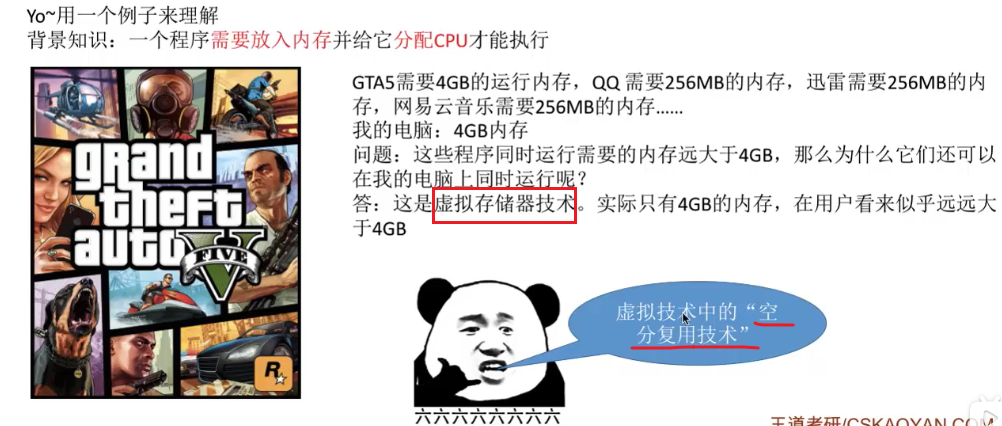 Yo~用一个例子来理解
背景知识：一个程序需要放入内存并给它分配CPU才能执行
GTA5需要4GB的运行内存，QQ 需要256MB的内存，迅雷需要256MB的内
存，网易云音乐需要256MB的内存……
我的电脑：4GB内存
问题：这些程序同时运行需要的内存远大于4GB，那么为什么它们还可以
在我的电脑上同时运行呢？
答：这是虚拟存储器技术。实际只有4GB的内存，在用户看来似乎远远大
于4GB
grand
theft
auto
V
FIVE
R
虚拟技术中的“空
分复用技术”
六六六六六六六六
王道考研/CSKAOYAN.COM